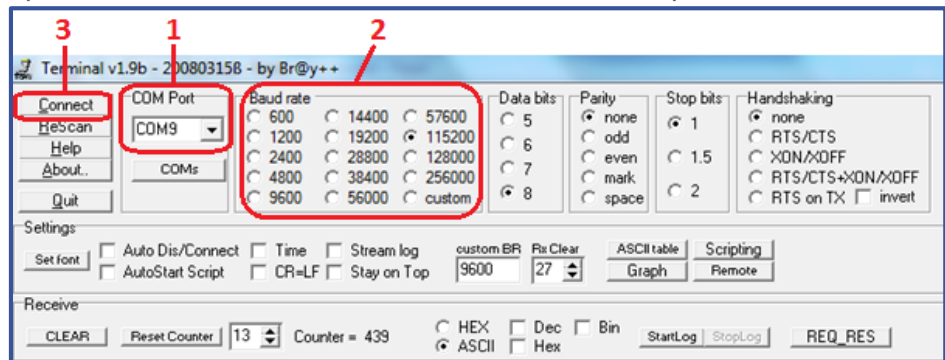 3 1 2
Terminal v1.9b - 20080315ß - by Br@y++
Connect
ReScan
Help
About..
Quit
COM Port
COM9
COMs
Baud rate
600 14400 57600
1200 19200 115200
2400 28800 128000
4800 38400 256000
9600 56000 custom
Data bits
5
6
7
8
Parity
none
odd
even
mark
space
Stop bits
1
1.5
2
Handshaking
none
RTS/CTS
XON/XOFF
RTS/CTS+XON/XOFF
RTS on TX invert
Settings
Set font
Auto Dis/Connect Time Stream log
AutoStart Script CR=LF Stay on Top
custom BR Rx Clear
9600 27
ASCII table Scripting
Graph Remote
Receive
CLEAR Reset Counter 13 Counter = 439
HEX Dec Bin
ASCII Hex
StartLog StopLog REQ_RES